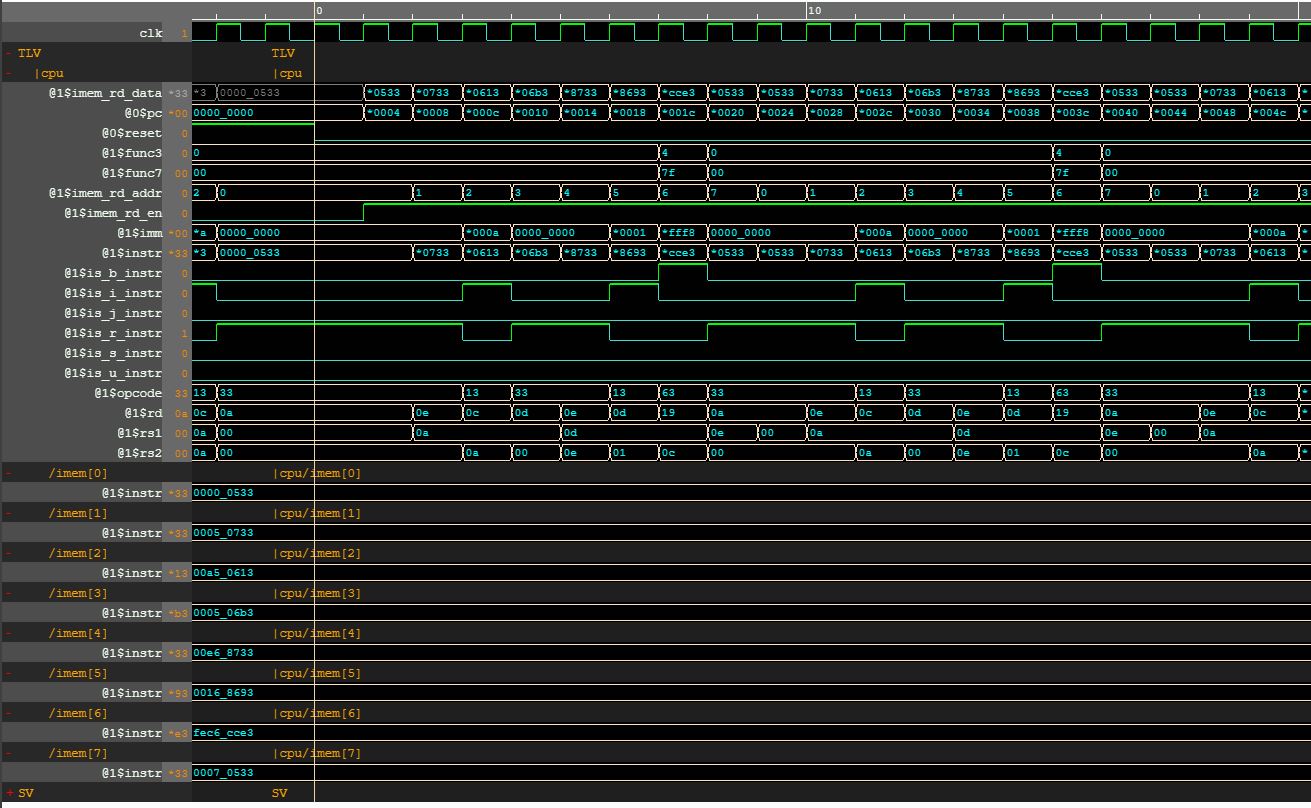 0 10
clk 1
- TLV TLV
- |cpu |cpu
@1$imem_rd_data *33 *3 0000_0533 *0533 *0733 *0613 *06b3 *8733 *8693 *cce3 *0533 *0533 *0733 *0613 *06b3 *8733 *8693 *cce3 *0533 *0533 *0733 *0613 *
@0$pc *00 0000_0000 *0004 *0008 *000c *0010 *0014 *0018 *001c *0020 *0024 *0028 *002c *0030 *0034 *0038 *003c *0040 *0044 *0048 *004c *
@0$reset 0
@1$func3 0 0 4 0 4 0
@1$func7 00 00 7f 00 7f 00
@1$imem_rd_addr 0 2 0 1 2 3 4 5 6 7 0 1 2 3 4 5 6 7 0 1 2 3
@1$imem_rd_en 0
@1$imm *00 *a 0000_0000 *000a 0000_0000 *0001 *fff8 0000_0000 *000a 0000_0000 *0001 *fff8 0000_0000 *000a *
@1$instr *33 *3 0000_0533 *0733 *0613 *06b3 *8733 *8693 *cce3 *0533 *0533 *0733 *0613 *06b3 *8733 *8693 *cce3 *0533 *0533 *0733 *0613 *
@1$is_b_instr 0
@1$is_i_instr 0
@1$is_j_instr 0
@1$is_r_instr 1
@1$is_s_instr 0
@1$is_u_instr 0
@1$opcode 33 13 33 13 33 13 63 33 13 33 13 63 33 13 *
@1$rd 0a 0c 0a 0e 0c 0d 0e 0d 19 0a 0e 0c 0d 0e 0d 19 0a 0e 0c *
@1$rs1 00 0a 00 0a 0d 0e 00 0a 0d 0e 00 0a
@1$rs2 00 0a 00 0a 00 0e 01 0c 00 0a 00 0e 01 0c 00 0a *
- /imem[0] |cpu/imem[0]
@1$instr *33 0000_0533
- /imem[1] |cpu/imem[1]
@1$instr *33 0005_0733
- /imem[2] |cpu/imem[2]
@1$instr *13 00a5_0613
- /imem[3] |cpu/imem[3]
@1$instr *b3 0005_06b3
- /imem[4] |cpu/imem[4]
@1$instr *33 00e6_8733
- /imem[5] |cpu/imem[5]
@1$instr *93 0016_8693
- /imem[6] |cpu/imem[6]
@1$instr *e3 fec6_cce3
- /imem[7] |cpu/imem[7]
@1$instr *33 0007_0533
+ SV SV